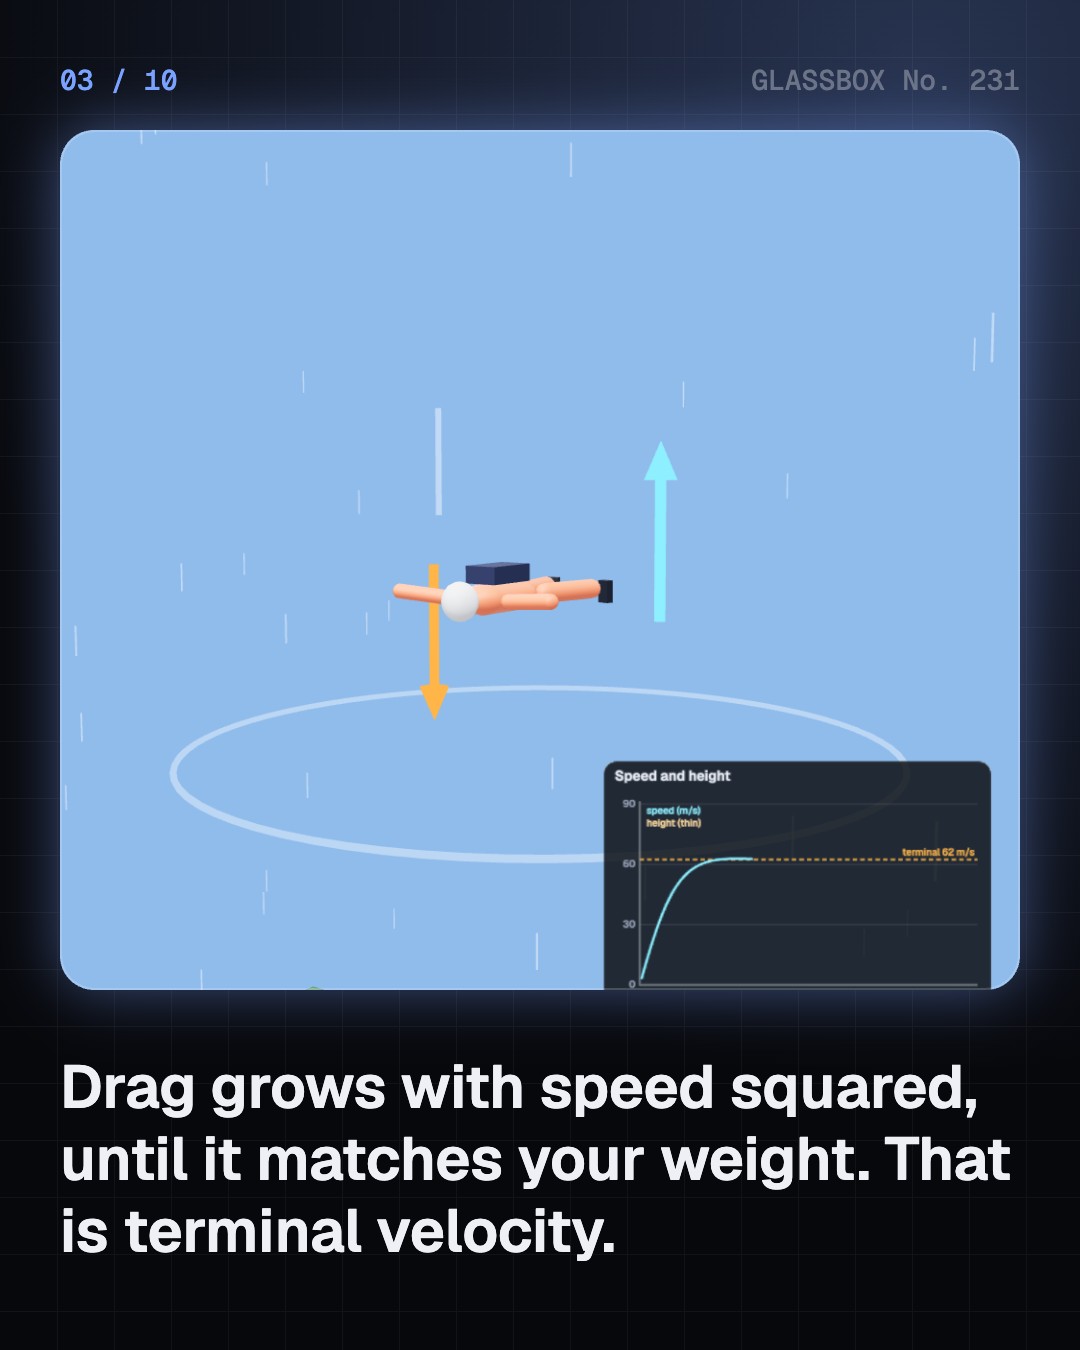 03 / 10
GLASSBOX No. 231
Speed and height
90
speed (m/s)
height (thin)
terminal 62 m/s
60
30
0
Drag grows with speed squared,
until it matches your weight. That
is terminal velocity.